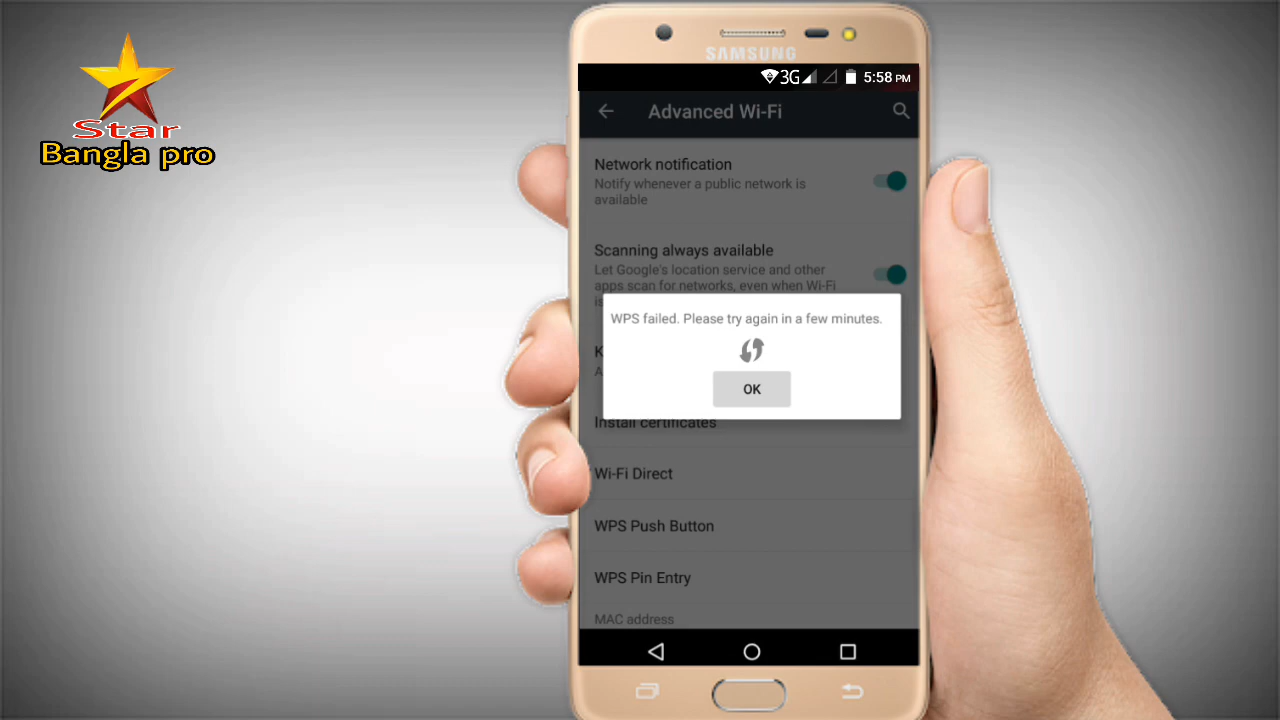 Star
Bangla pro
SAMSUNG
3G 5:58 PM
Advanced Wi-Fi
Network notification
Notify whenever a public network is
available
Scanning always available
Let Google's location service and other
apps scan for networks, even when Wi-Fi
WPS failed. Please try again in a few minutes.
OK
Install certificates
Wi-Fi Direct
WPS Push Button
WPS Pin Entry
MAC address